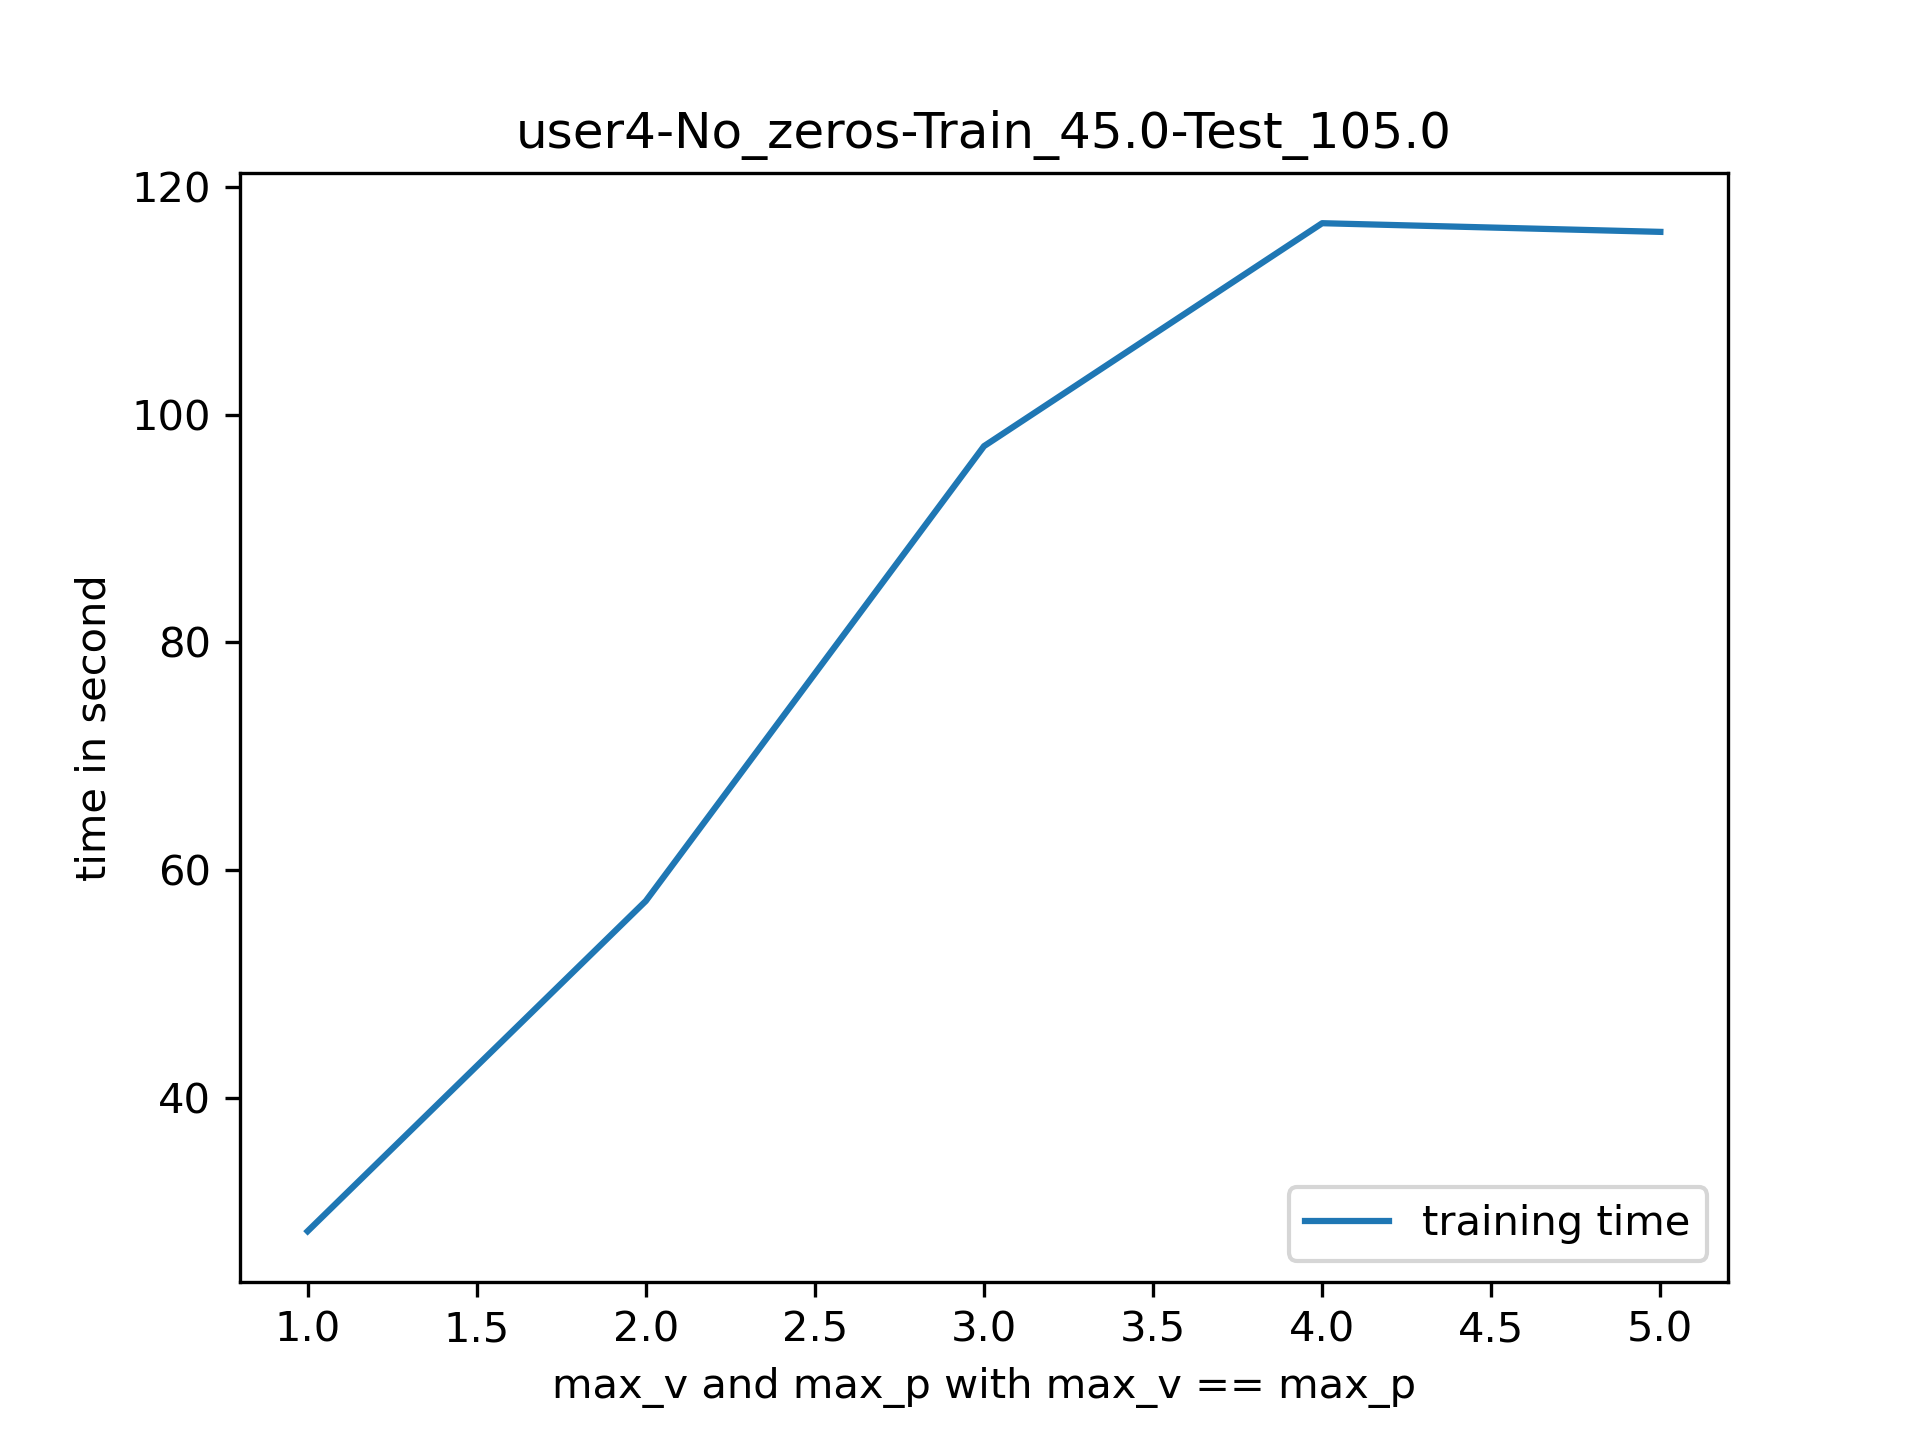 user4-No_zeros-Train_45.0-Test_105.0
120
100
80
60
40
time in second
training time
1.0 1.5 2.0 2.5 3.0 3.5 4.0 4.5 5.0
max_v and max_p with max_v == max_p